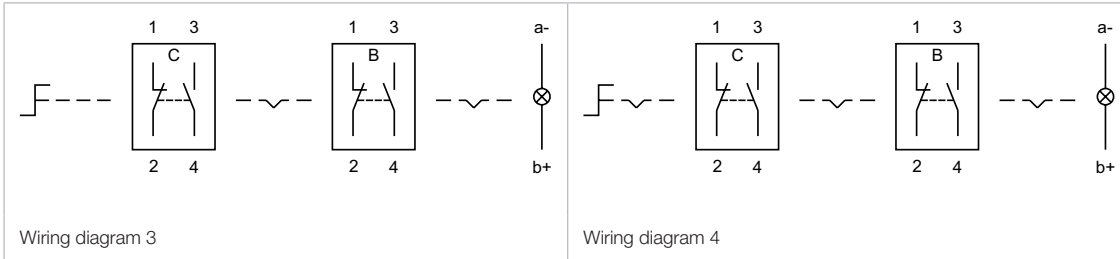 1 3 1 3 a-
C B
2 4 2 4 b+
Wiring diagram 3
1 3 1 3 a-
C B
2 4 2 4 b+
Wiring diagram 4